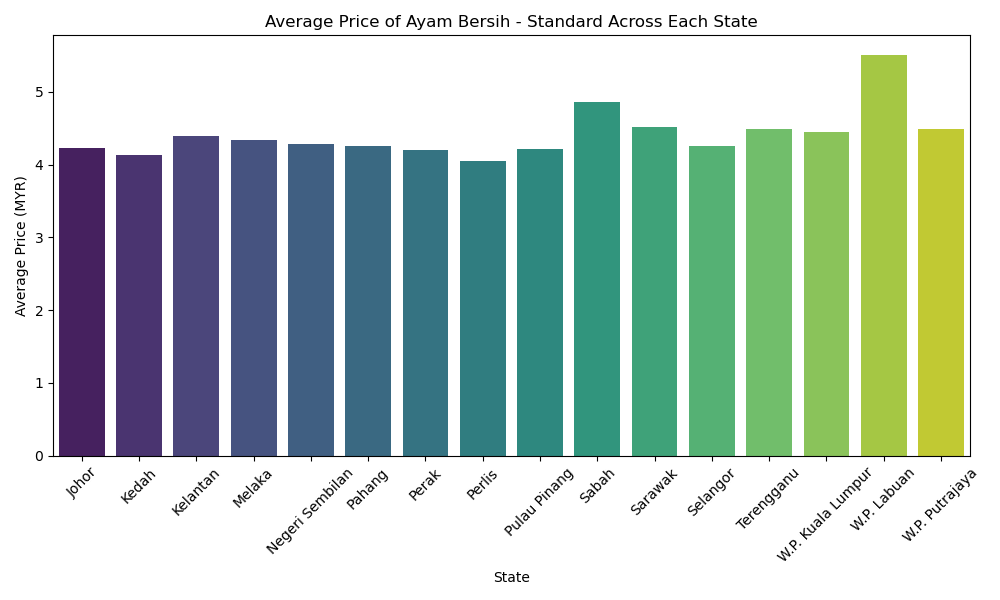 Average Price of Ayam Bersih - Standard Across Each State
Average Price (MYR)
5
4
3
2
1
0
Johor
Kedah
Kelantan
Melaka
Negeri Sembilan
Pahang
Perak
Perlis
Pulau Pinang
Sabah
Sarawak
Selangor
Terengganu
W.P. Kuala Lumpur
W.P. Labuan
W.P. Putrajaya
State